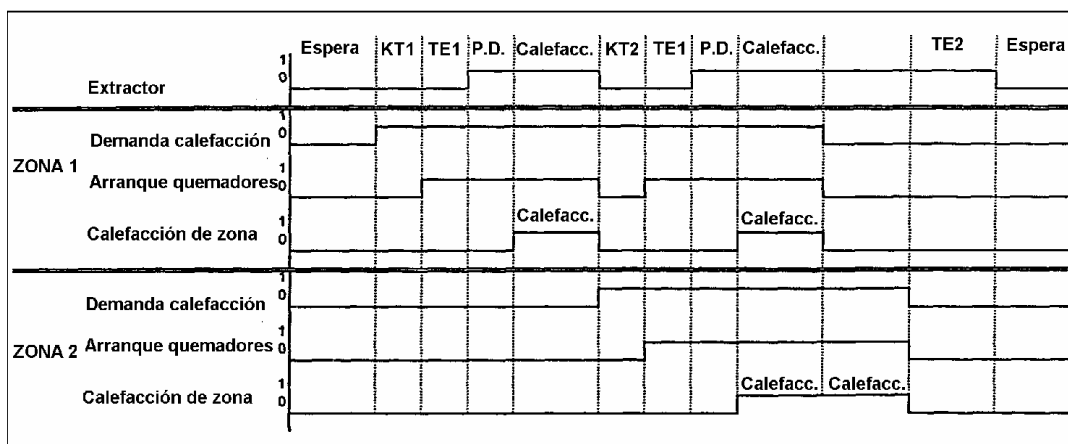 Espera KT1 TE1 P.D. Calefacc. KT2 TE1 P.D. Calefacc. TE2 Espera
1
0
Extractor
ZONA 1
1
0
Demanda calefacción
1
0
Arranque quemadores
Calefacc. Calefacc.
1
0
Calefacción de zona
ZONA 2
1
0
Demanda calefacción
1
0
Arranque quemadores
Calefacc. Calefacc.
1
0
Calefacción de zona